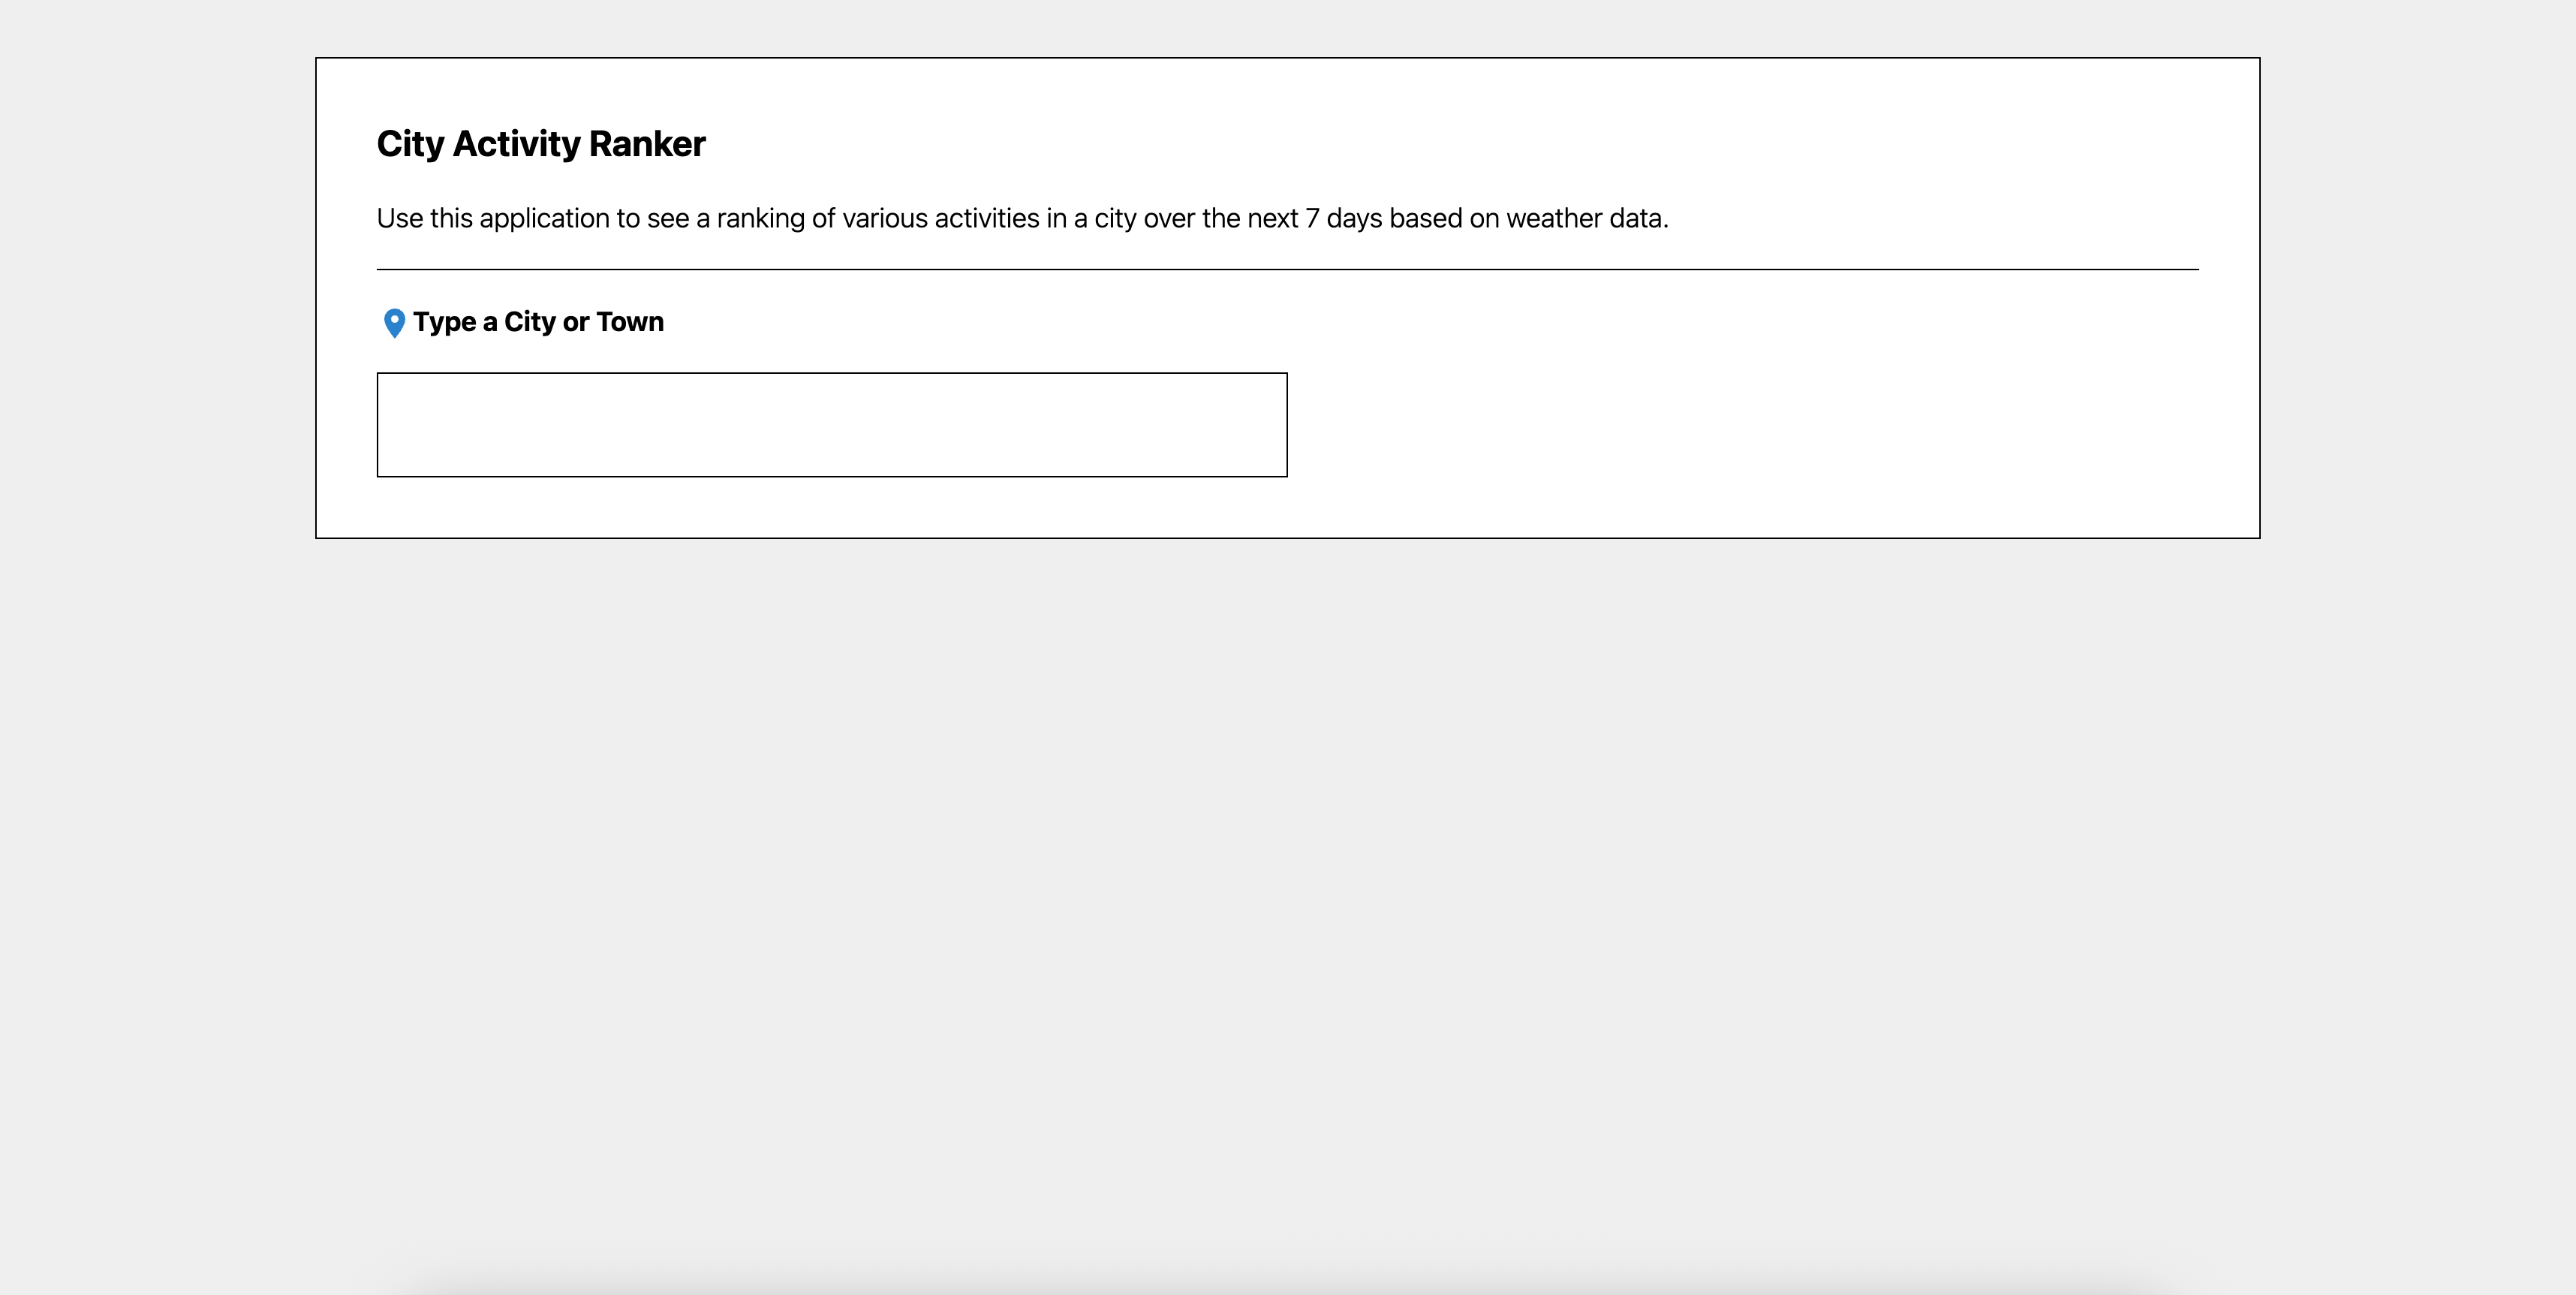 City Activity Ranker
Use this application to see a ranking of various activities in a city over the next 7 days based on weather data.
Type a City or Town